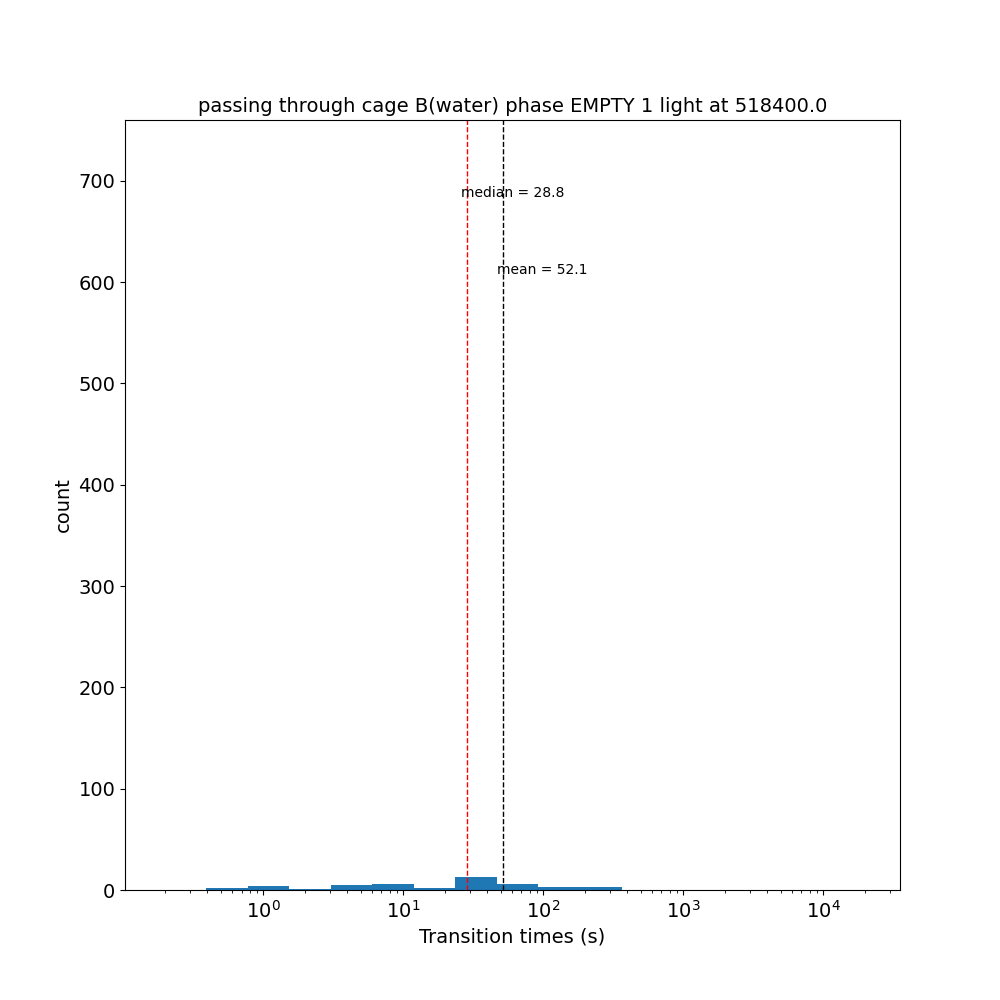 passing through cage B(water) phase EMPTY 1 light at 518400.0
700
median = 28.8
600
mean = 52.1
500
400
count
300
200
100
0
10⁰ 10¹ 10² 10³ 10⁴
Transition times (s)